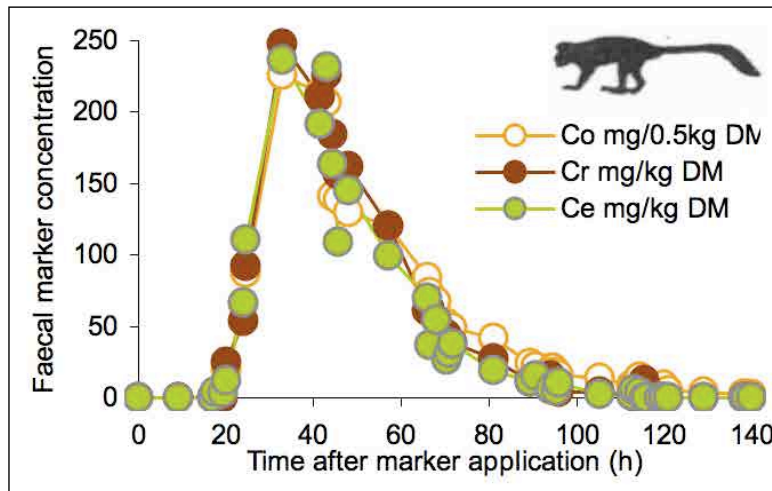 Faecal marker concentration
250
200
150
100
50
0
Co mg/0.5kg DM
Cr mg/kg DM
Ce mg/kg DM
0 20 40 60 80 100 120 140
Time after marker application (h)